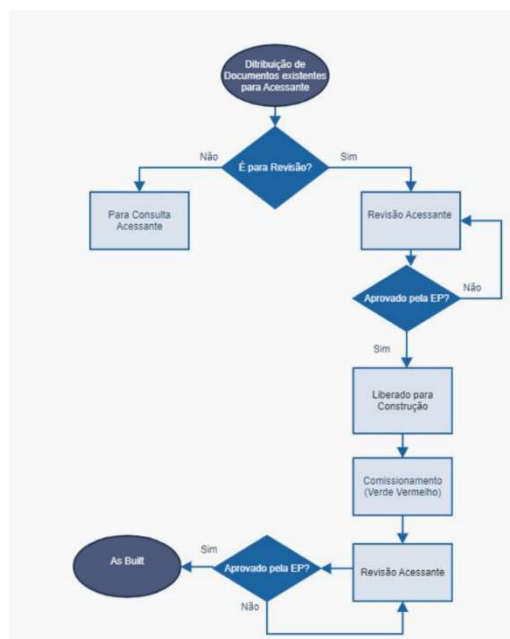 Ditribuição de
Documentos existentes
para Acessante
Não
É para Revisão?
Sim
Para Consulta
Acessante
Revisão Acessante
Aprovado pela EP?
Não
Sim
Liberado para
Construção
Comissionamento
(Verde Vermelho)
As Built
Sim
Aprovado pela EP?
Revisão Acessante
Não